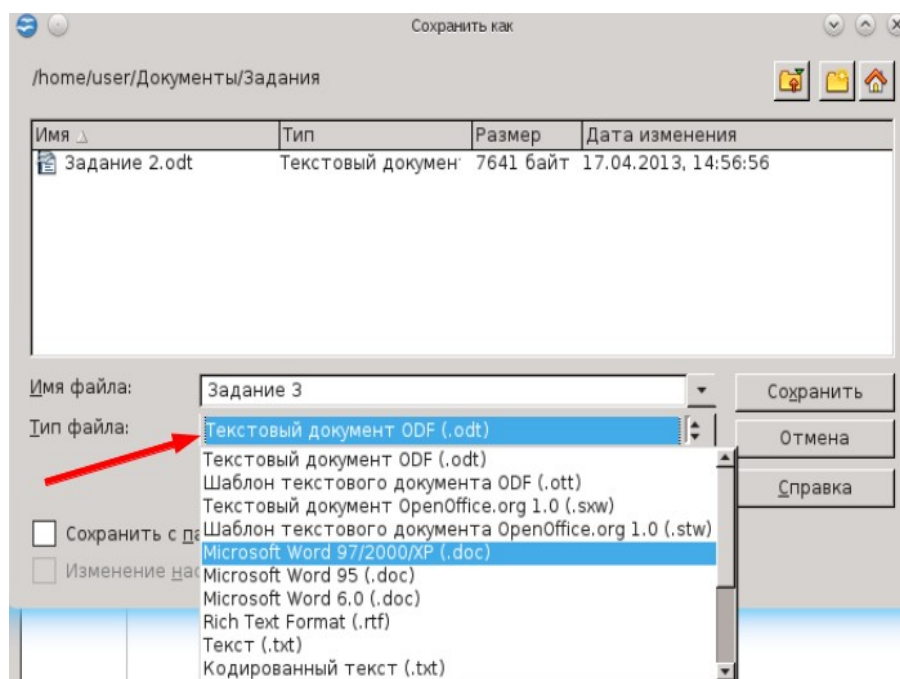 Сохранить как
/home/user/Документы/Задания
Имя Тип Размер Дата изменения
Задание 2.odt Текстовый докумен 7641 байт 17.04.2013, 14:56:56
Имя файла: Задание 3 Сохранить
Тип файла: Текстовый документ ODF (.odt) Отмена
Текстовый документ ODF (.odt)
Шаблон текстового документа ODF (.ott) Справка
Текстовый документ OpenOffice.org 1.0 (.sxw)
Сохранить с Шаблон текстового документа OpenOffice.org 1.0 (.stw)
Microsoft Word 97/2000/XP (.doc)
Изменение Microsoft Word 95 (.doc)
Microsoft Word 6.0 (.doc)
Rich Text Format (.rtf)
Текст (.txt)
Кодированный текст (.txt)